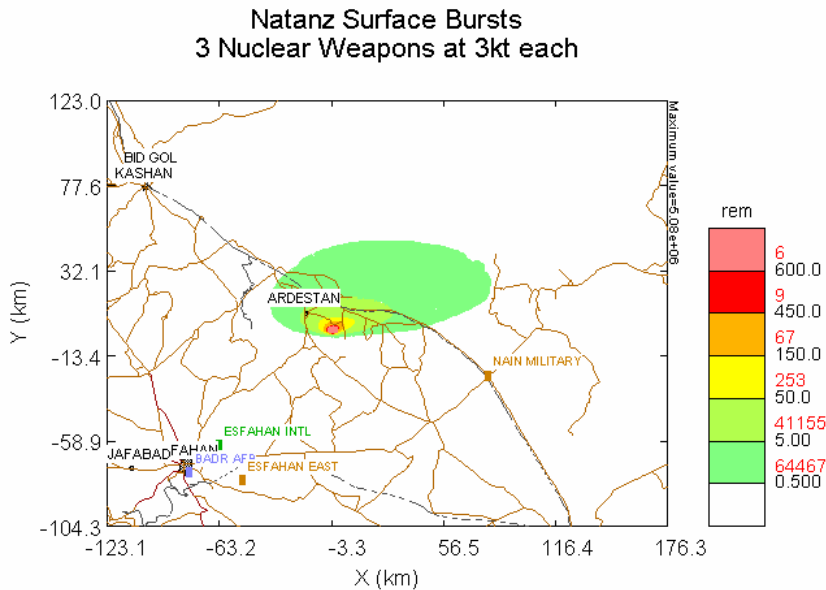 Natanz Surface Bursts
3 Nuclear Weapons at 3kt each
123.0
77.6
32.1
-13.4
-58.9
-104.3
Y (km)
-123.1
-63.2
-3.3
56.5
116.4
176.3
X (km)
BID GOL
KASHAN
ARDESTAN
NAIN MILITARY
ESFAHAN INTL
JAFABAD
FAHAN
BADR AFB
ESFAHAN EAST
Maximum value=5.08e+06
rem
6
600.0
9
450.0
67
150.0
253
50.0
41155
5.00
64467
0.500